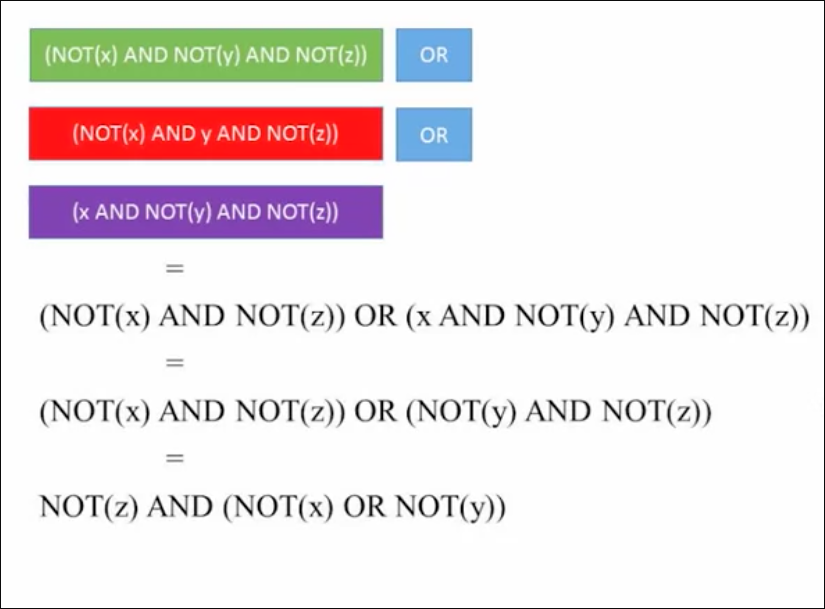 (NOT(x) AND NOT(y) AND NOT(z)) OR
(NOT(x) AND y AND NOT(z)) OR
(x AND NOT(y) AND NOT(z))
=
(NOT(x) AND NOT(z)) OR (x AND NOT(y) AND NOT(z))
=
(NOT(x) AND NOT(z)) OR (NOT(y) AND NOT(z))
=
NOT(z) AND (NOT(x) OR NOT(y))